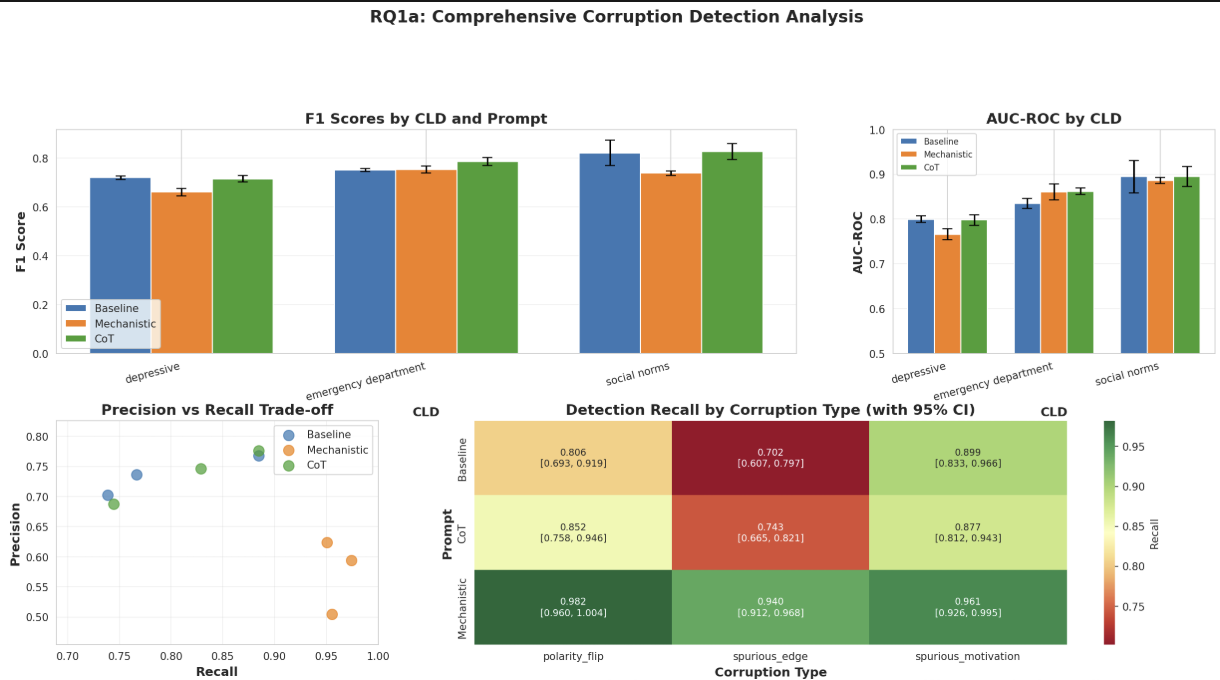 RQ1a: Comprehensive Corruption Detection Analysis
F1 Scores by CLD and Prompt
F1 Score
0.8
0.6
0.4
0.2
0.0
Baseline
Mechanistic
CoT
depressive
emergency department
social norms
CLD
AUC-ROC by CLD
AUC-ROC
1.0
0.9
0.8
0.7
0.6
0.5
Baseline
Mechanistic
CoT
depressive
emergency department
social norms
CLD
Precision vs Recall Trade-off
Precision
0.80
0.75
0.70
0.65
0.60
0.55
0.50
Baseline
Mechanistic
CoT
0.70
0.75
0.80
0.85
0.90
0.95
1.00
Recall
Detection Recall by Corruption Type (with 95% CI)
Prompt
Baseline
0.806
[0.693, 0.919]
0.702
[0.607, 0.797]
0.899
[0.833, 0.966]
CoT
0.852
[0.758, 0.946]
0.743
[0.665, 0.821]
0.877
[0.812, 0.943]
Mechanistic
0.982
[0.960, 1.004]
0.940
[0.912, 0.968]
0.961
[0.926, 0.995]
polarity_flip
spurious_edge
spurious_motivation
Corruption Type
0.95
0.90
0.85
0.80
0.75
Recall